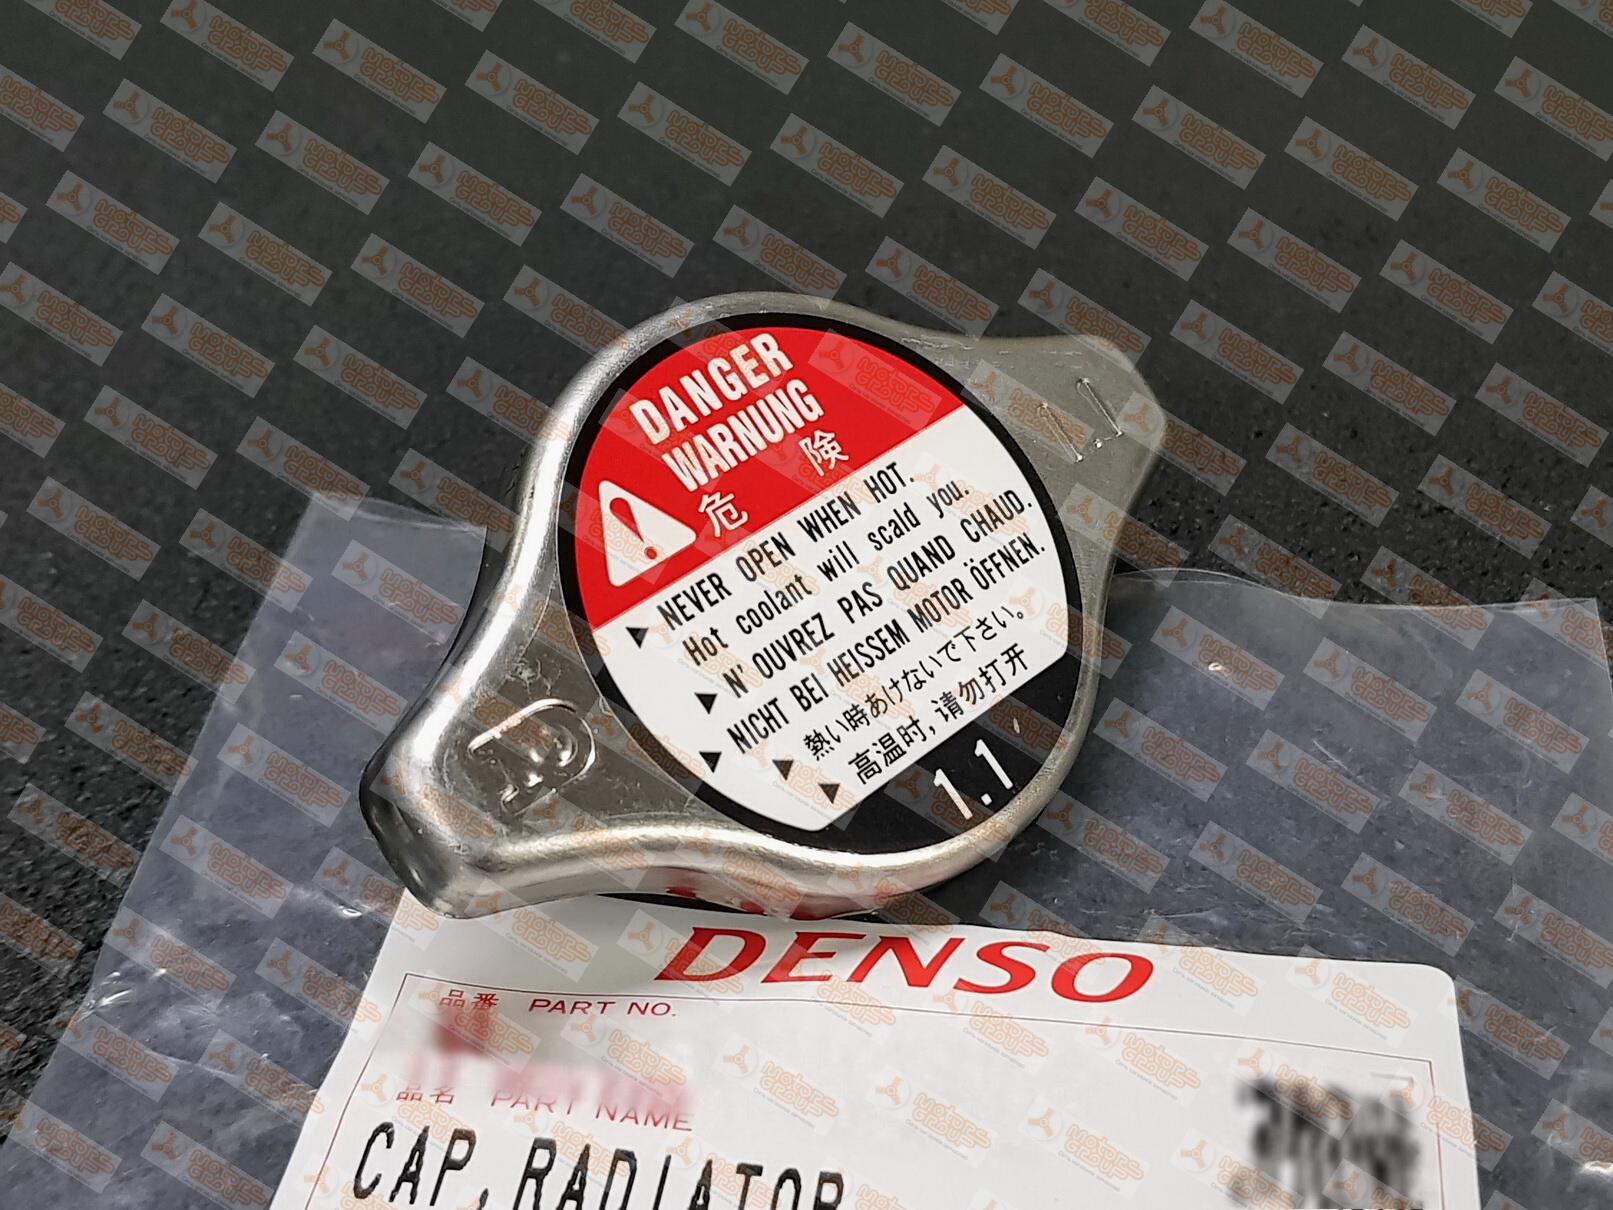 DANGER
WARNUNG
危 険
▶ NEVER OPEN WHEN HOT.
Hot coolant will scald you.
▶ N' OUVREZ PAS QUAND CHAUD.
▶ NICHT BEI HEISSEM MOTOR ÖFFNEN.
▶ 熱い時あけないで下さい。
▶ 高温时, 请勿打开
1.1
1.1
DENSO
品番 PART NO.
品名 PART NAME
CAP, RADIATOR